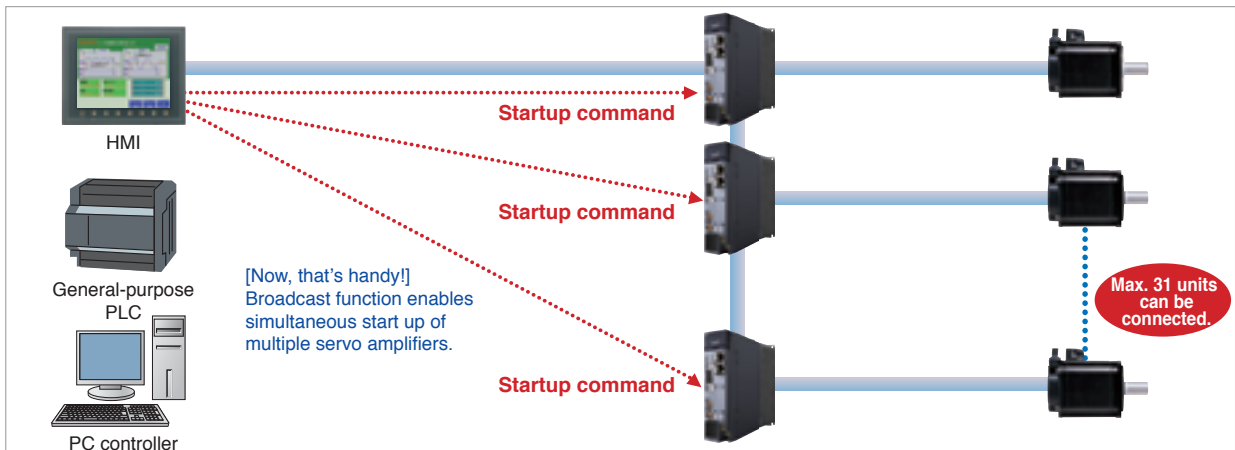 HMI
Startup command
Startup command
General-purpose
PLC
[Now, that's handy!]
Broadcast function enables
simultaneous start up of
multiple servo amplifiers.
Max. 31 units
can be
connected.
Startup command
PC controller